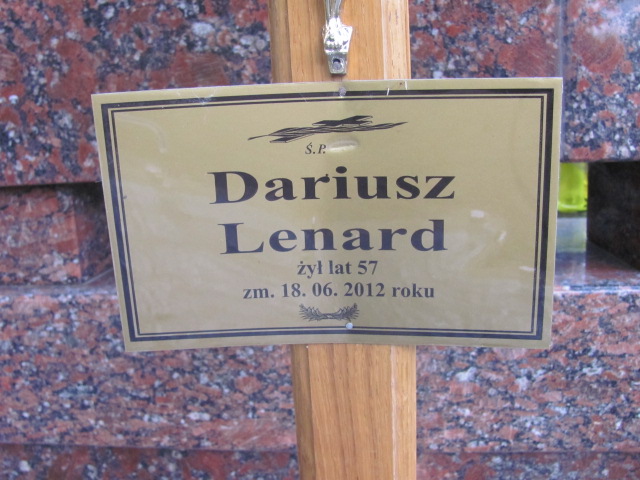 Ś.P.
Dariusz
Lenard
żył lat 57
zm. 18. 06. 2012 roku